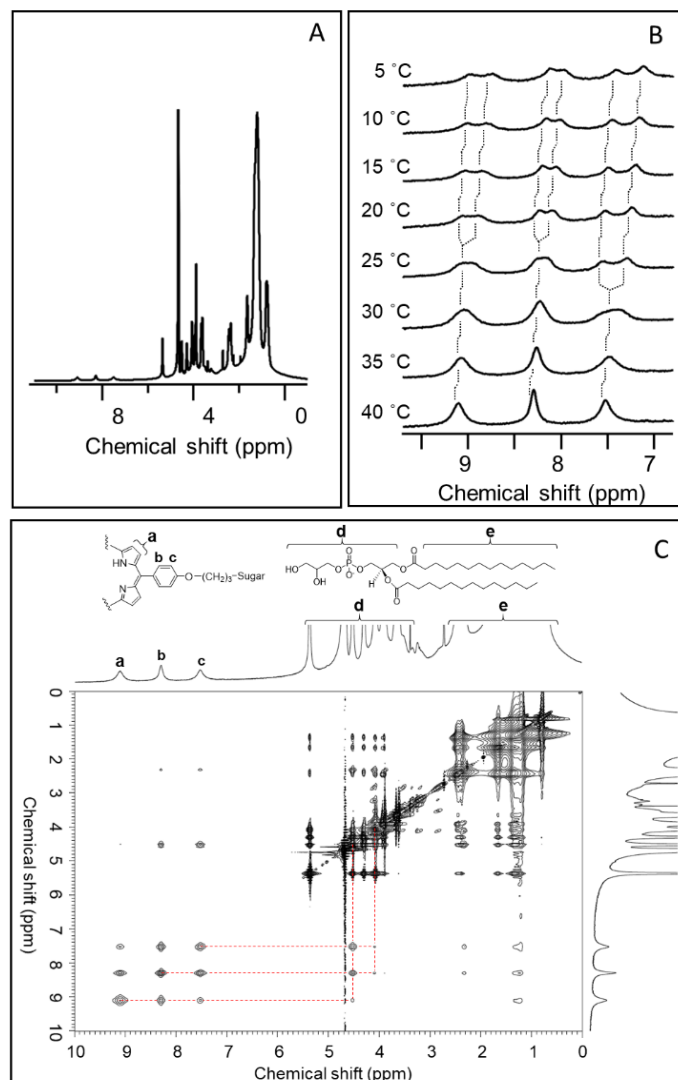 A
8
4
0
Chemical shift (ppm)
B
5 ˚C
10 ˚C
15 ˚C
20 ˚C
25 ˚C
30 ˚C
35 ˚C
40 ˚C
9
8
7
Chemical shift (ppm)
C
a
b
c
HN
N
O–(CH₂)₃–Sugar
d
e
HO
OH
O
P
O
O⁻
O
H
O
O
O
O
d
e
a
b
c
Chemical shift (ppm)
0
1
2
3
4
5
6
7
8
9
10
10
9
8
7
6
5
4
3
2
1
0
Chemical shift (ppm)